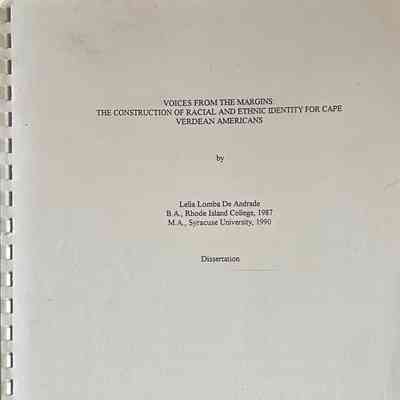 VOICES FROM THE MARGINS:
THE CONSTRUCTION OF RACIAL AND ETHNIC IDENTITY FOR CAPE
VERDEAN AMERICANS
by
Lelia Lomba De Andrade
B.A., Rhode Island College, 1987
M.A., Syracuse University, 1990
Dissertation